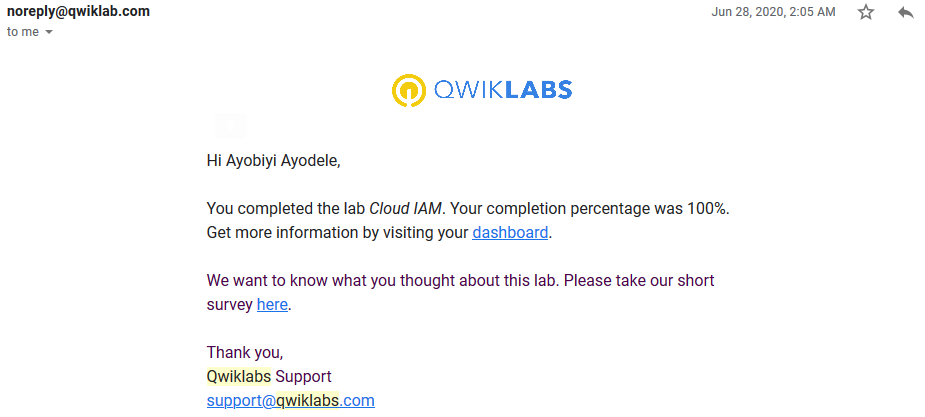 noreply@qwiklab.com
Jun 28, 2020, 2:05 AM
to me
QWIKLABS
Hi Ayobiyi Ayodele,
You completed the lab Cloud IAM. Your completion percentage was 100%.
Get more information by visiting your dashboard.
We want to know what you thought about this lab. Please take our short
survey here.
Thank you,
Qwiklabs Support
support@qwiklabs.com